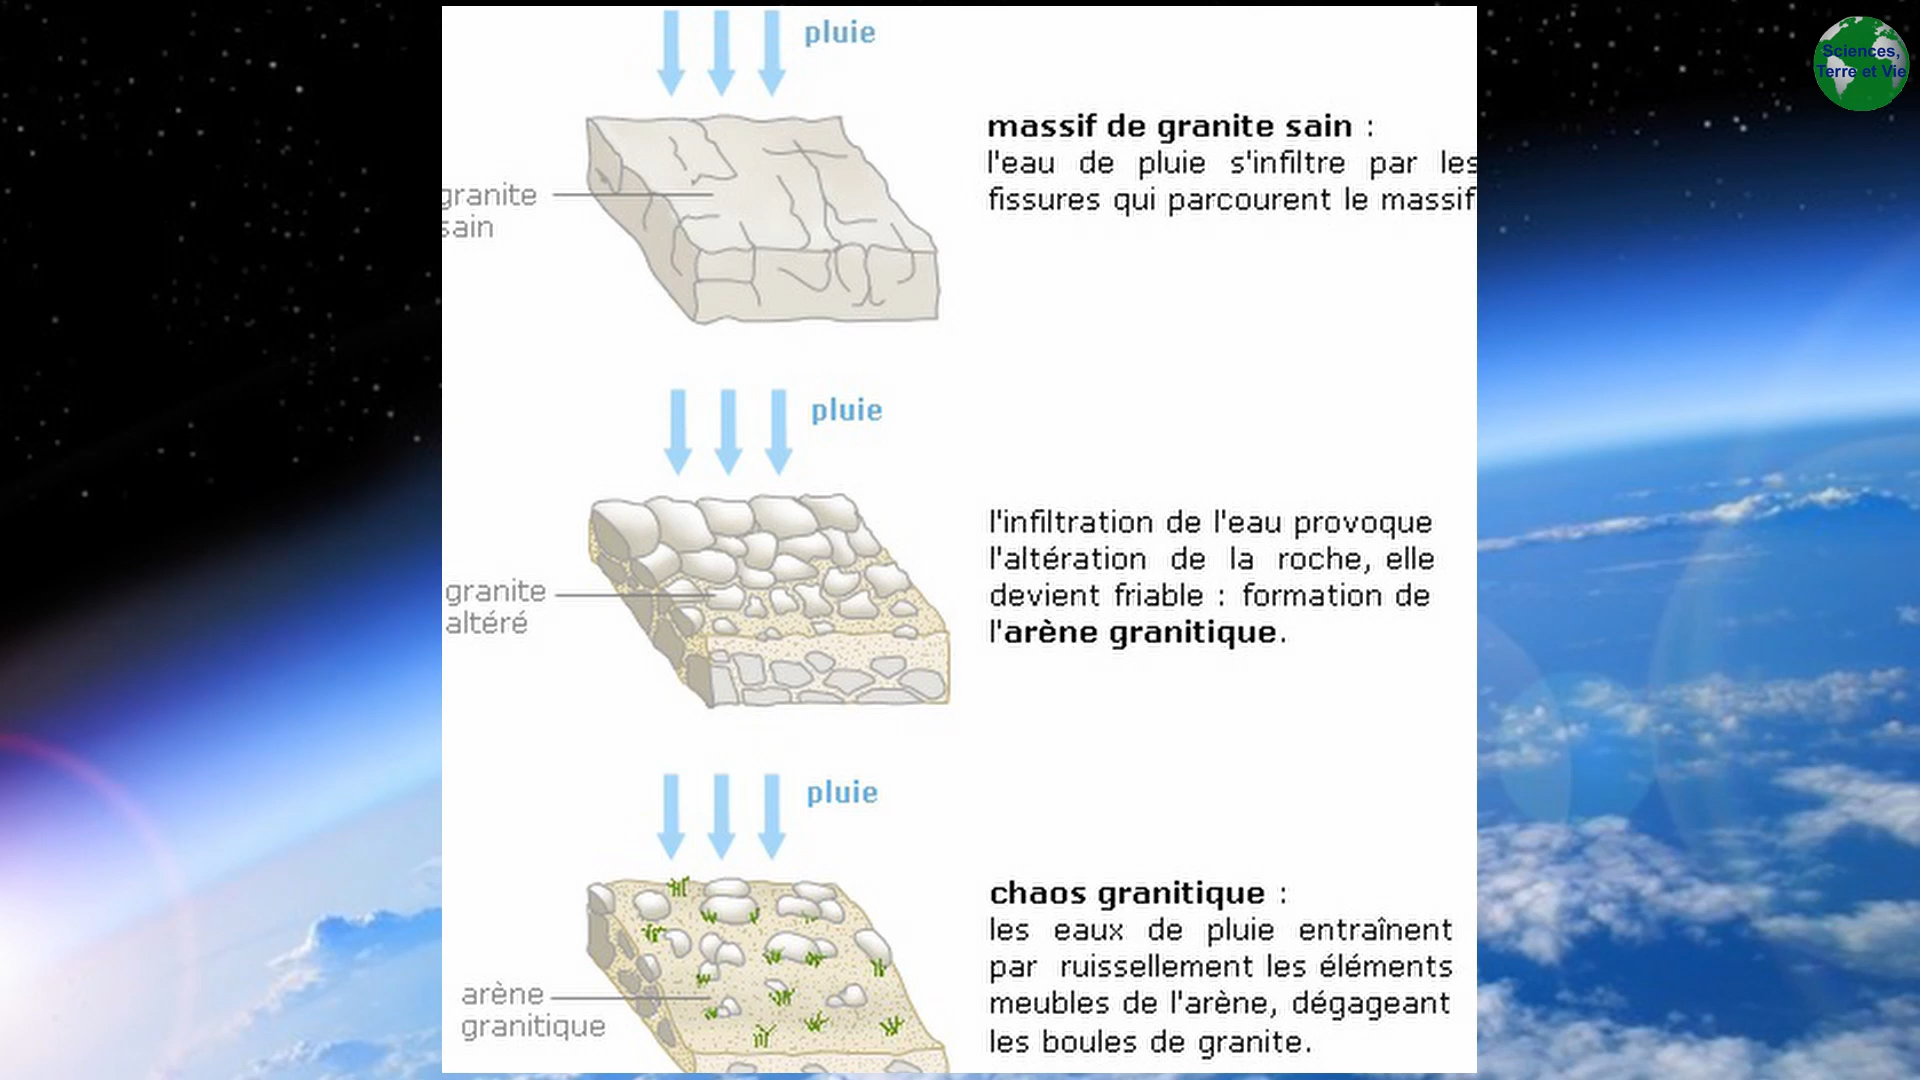 pluie
Sciences,
Terre et Vie
massif de granite sain :
l'eau de pluie s'infiltre par les
fissures qui parcourent le massif
granite
sain
pluie
l'infiltration de l'eau provoque
l'altération de la roche, elle
devient friable : formation de
l'arène granitique.
granite
altéré
pluie
chaos granitique :
les eaux de pluie entraînent
par ruissellement les éléments
meubles de l'arène, dégageant
les boules de granite.
arène
granitique